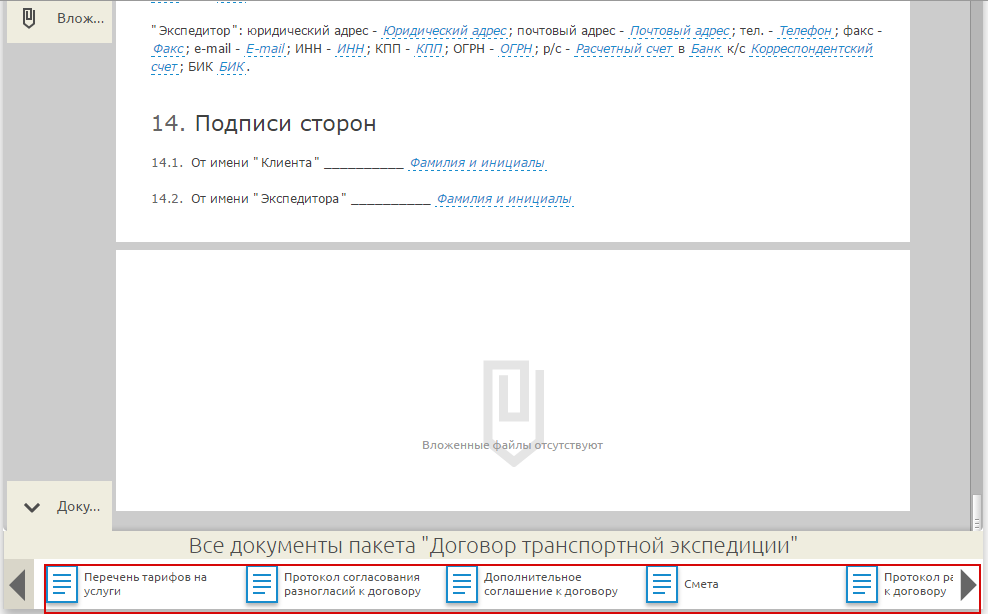 Влож...
"Экспедитор": юридический адрес - Юридический адрес; почтовый адрес - Почтовый адрес; тел. - Телефон; факс -
Факс; e-mail - E-mail; ИНН - ИНН; КПП - КПП; ОГРН - ОГРН; р/с - Расчетный счет в Банк к/с Корреспондентский
счет; БИК БИК.
14. Подписи сторон
14.1. От имени "Клиента" __________ Фамилия и инициалы
14.2. От имени "Экспедитора" __________ Фамилия и инициалы
Вложенные файлы отсутствуют
Доку...
Все документы пакета "Договор транспортной экспедиции"
Перечень тарифов на
услуги
Протокол согласования
разногласий к договору
Дополнительное
соглашение к договору
Смета
Протокол ра
к договору